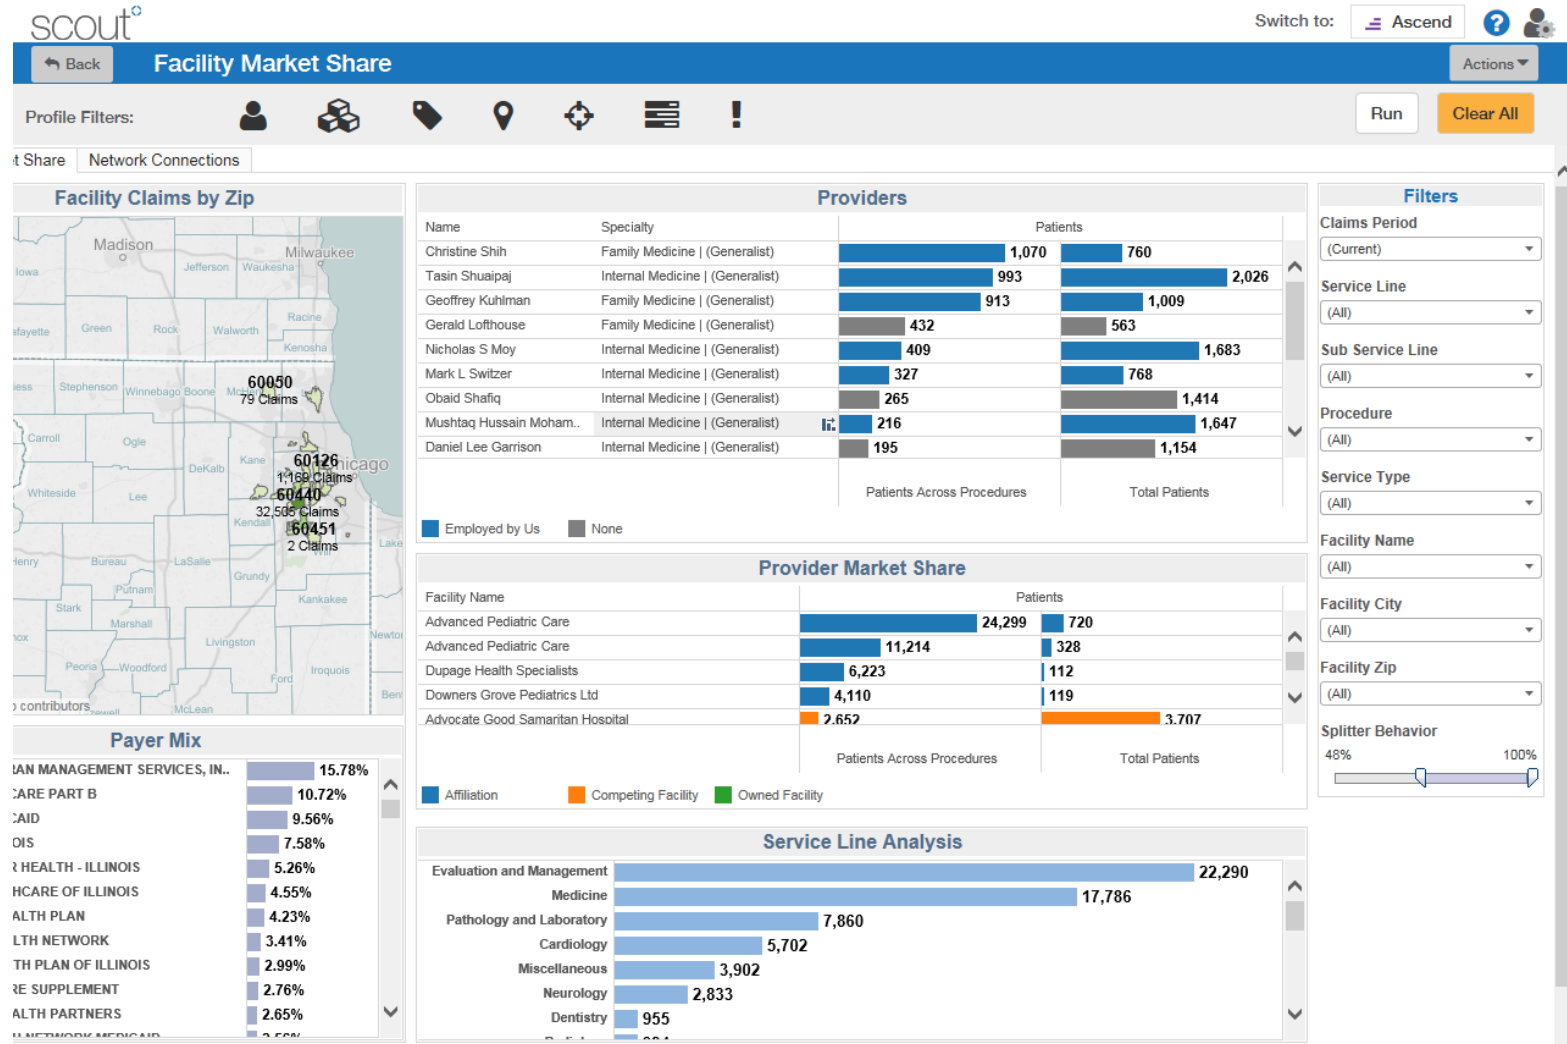 scout
Switch to:
Ascend
?
Back
Facility Market Share
Actions
Profile Filters:
!
Run
Clear All
t Share
Network Connections
Facility Claims by Zip
Madison
Milwaukee
Iowa
Jefferson
Waukesha
afayette
Green
Rock
Walworth
Racine
Kenosha
ess
Stephenson
Winnebago
Boone
McHen
60050
79 Claims
Carroll
Ogle
DeKalb
Kane
60126
hicago
1,169 Claims
Whiteside
Lee
60440
32,505 Claims
Kendall
60451
2 Claims
Will
Lake
Henry
Bureau
LaSalle
Grundy
Putnam
Kankakee
Stark
Marshall
nox
Livingston
Newto
Peoria
Woodford
Ford
Iroquois
Ben
contributors
zewell
McLean
Payer Mix
RAN MANAGEMENT SERVICES, IN.. 15.78%
CARE PART B 10.72%
CAID 9.56%
OIS 7.58%
R HEALTH - ILLINOIS 5.26%
HCARE OF ILLINOIS 4.55%
ALTH PLAN 4.23%
LTH NETWORK 3.41%
TH PLAN OF ILLINOIS 2.99%
RE SUPPLEMENT 2.76%
ALTH PARTNERS 2.65%
H NETWORK MEDICAID 2.56%
Providers
Name Specialty Patients
Christine Shih Family Medicine | (Generalist) 1,070 760
Tasin Shuaipaj Internal Medicine | (Generalist) 993 2,026
Geoffrey Kuhlman Family Medicine | (Generalist) 913 1,009
Gerald Lofthouse Family Medicine | (Generalist) 432 563
Nicholas S Moy Internal Medicine | (Generalist) 409 1,683
Mark L Switzer Internal Medicine | (Generalist) 327 768
Obaid Shafiq Internal Medicine | (Generalist) 265 1,414
Mushtaq Hussain Moham.. Internal Medicine | (Generalist) 216 1,647
Daniel Lee Garrison Internal Medicine | (Generalist) 195 1,154
Patients Across Procedures Total Patients
Employed by Us None
Provider Market Share
Facility Name Patients
Advanced Pediatric Care 24,299 720
Advanced Pediatric Care 11,214 328
Dupage Health Specialists 6,223 112
Downers Grove Pediatrics Ltd 4,110 119
Advocate Good Samaritan Hospital 2,652 3,707
Patients Across Procedures Total Patients
Affiliation Competing Facility Owned Facility
Service Line Analysis
Evaluation and Management 22,290
Medicine 17,786
Pathology and Laboratory 7,860
Cardiology 5,702
Miscellaneous 3,902
Neurology 2,833
Dentistry 955
Filters
Claims Period
(Current)
Service Line
(All)
Sub Service Line
(All)
Procedure
(All)
Service Type
(All)
Facility Name
(All)
Facility City
(All)
Facility Zip
(All)
Splitter Behavior
48% 100%